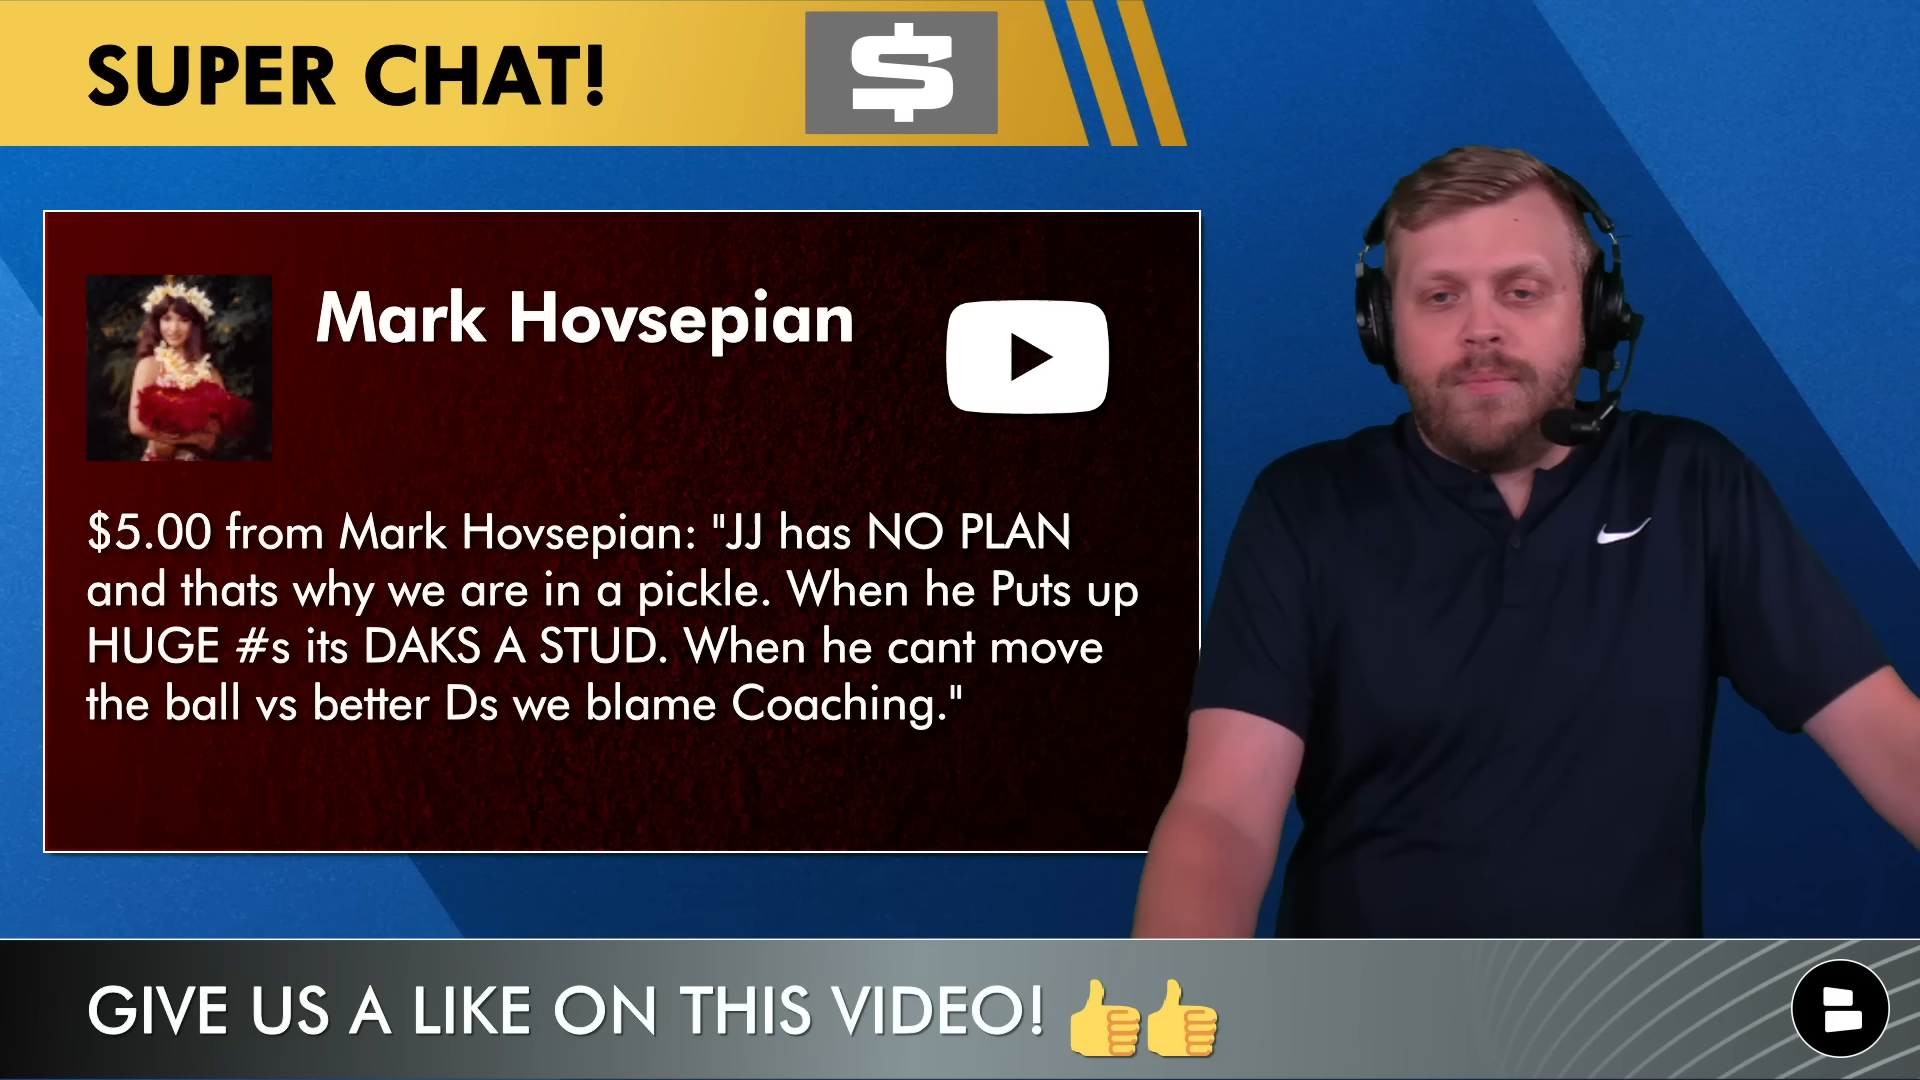 SUPER CHAT!
$
Mark Hovsepian
$5.00 from Mark Hovsepian: "JJ has NO PLAN
and thats why we are in a pickle. When he Puts up
HUGE #s its DAKS A STUD. When he cant move
the ball vs better Ds we blame Coaching."
GIVE US A LIKE ON THIS VIDEO! 👍👍